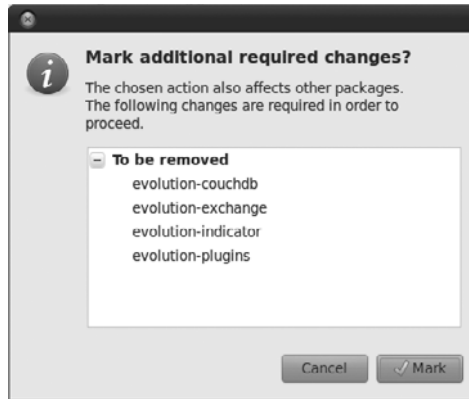 Mark additional required changes?
The chosen action also affects other packages.
The following changes are required in order to
proceed.
To be removed
evolution-couchdb
evolution-exchange
evolution-indicator
evolution-plugins
Cancel
Mark